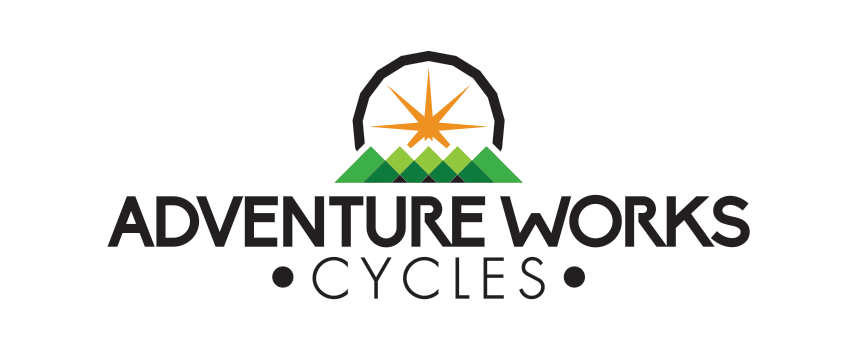 ADVENTURE WORKS
• CYCLES •